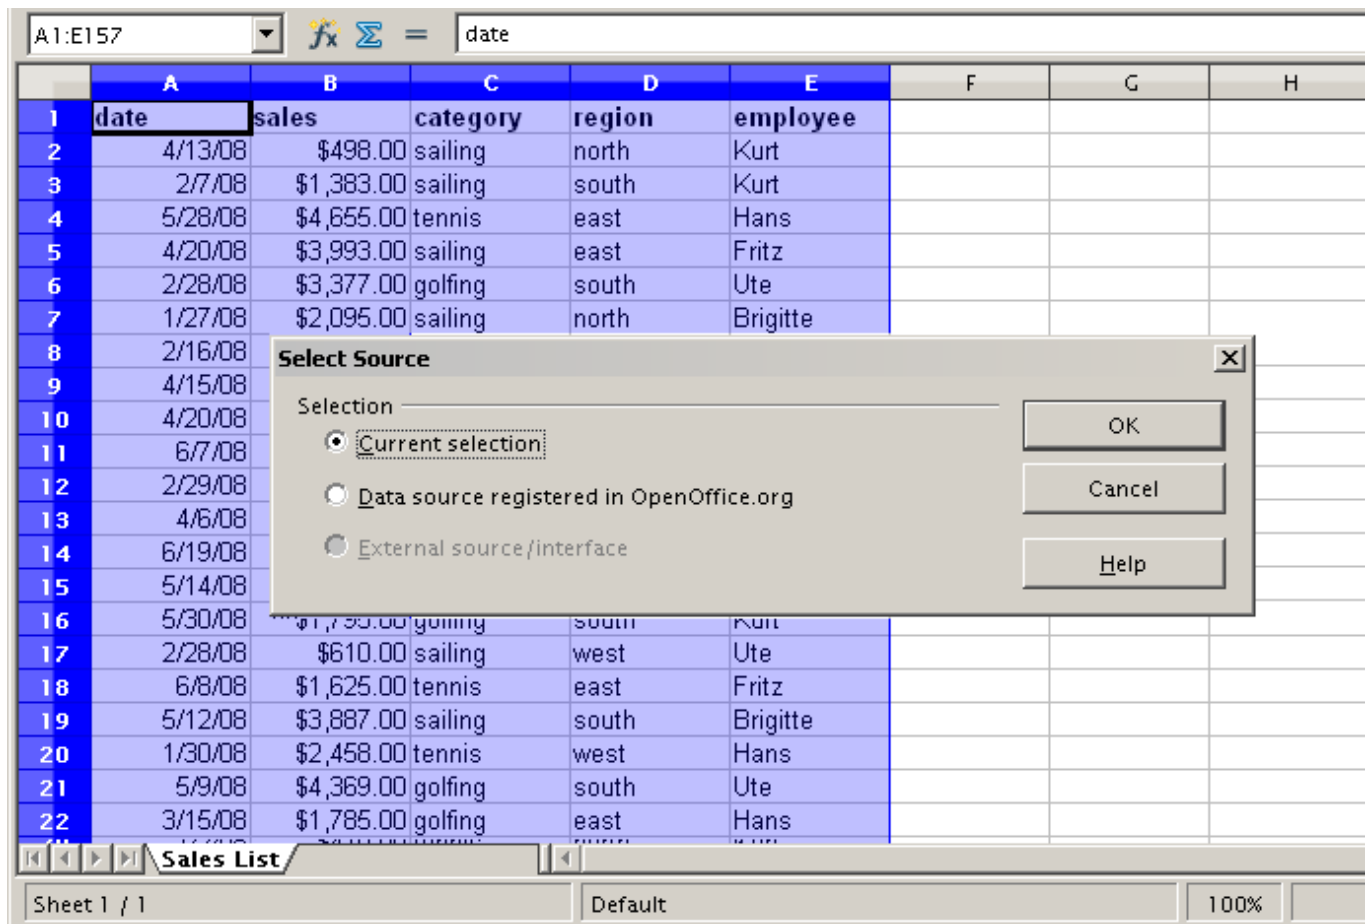 A1:E157 = date
A B C D E F G H
1 date sales category region employee
2 4/13/08 $498.00 sailing north Kurt
3 2/7/08 $1,383.00 sailing south Kurt
4 5/28/08 $4,655.00 tennis east Hans
5 4/20/08 $3,993.00 sailing east Fritz
6 2/28/08 $3,377.00 golfing south Ute
7 1/27/08 $2,095.00 sailing north Brigitte
8 2/16/08
9 4/15/08
10 4/20/08
11 6/7/08
12 2/29/08
13 4/6/08
14 6/19/08
15 5/14/08
Select Source
Selection
Current selection
Data source registered in OpenOffice.org
External source/interface
OK
Cancel
Help
16 5/30/08 $1,795.00 golfing south Kurt
17 2/28/08 $610.00 sailing west Ute
18 6/8/08 $1,625.00 tennis east Fritz
19 5/12/08 $3,887.00 sailing south Brigitte
20 1/30/08 $2,458.00 tennis west Hans
21 5/9/08 $4,369.00 golfing south Ute
22 3/15/08 $1,785.00 golfing east Hans
Sales List
Sheet 1 / 1 Default 100%